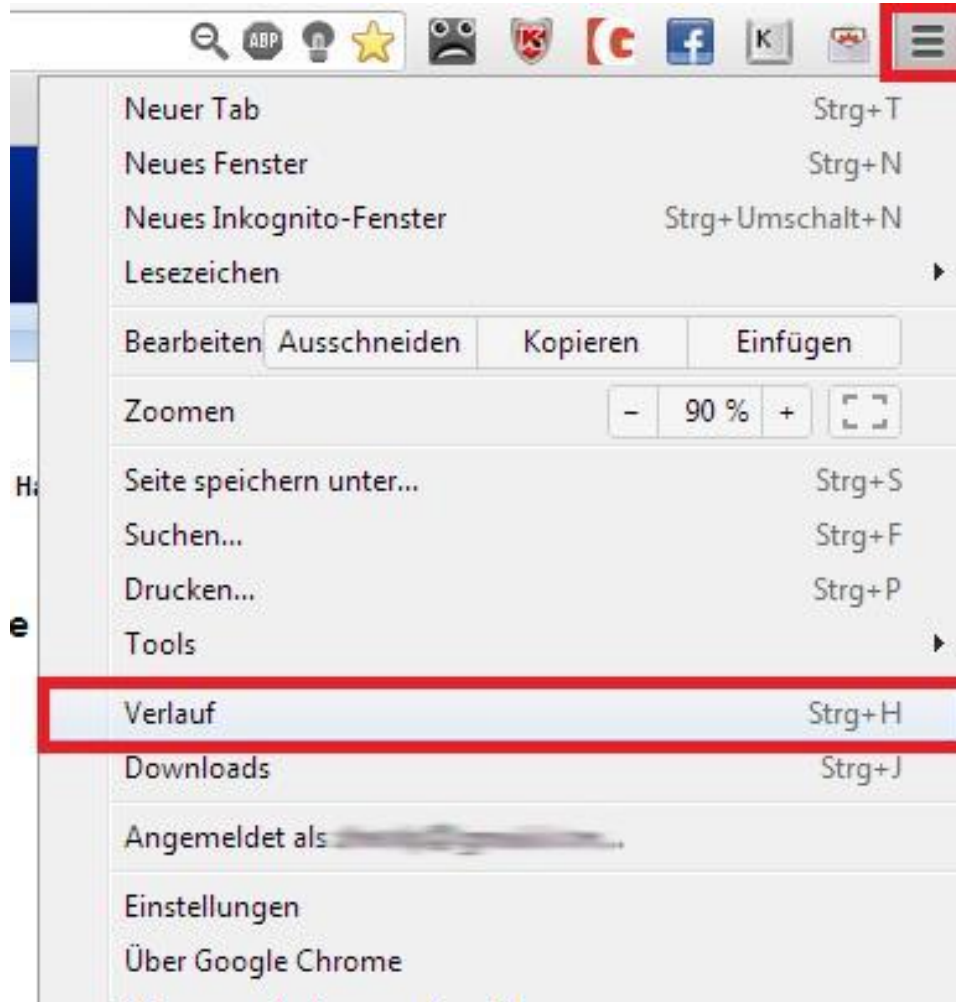 ABP
K
Neuer Tab Strg+T
Neues Fenster Strg+N
Neues Inkognito-Fenster Strg+Umschalt+N
Lesezeichen
Bearbeiten Ausschneiden Kopieren Einfügen
Zoomen - 90 % +
Seite speichern unter... Strg+S
Suchen... Strg+F
Drucken... Strg+P
e
Tools
Verlauf Strg+H
Downloads Strg+J
Angemeldet als
Einstellungen
Über Google Chrome